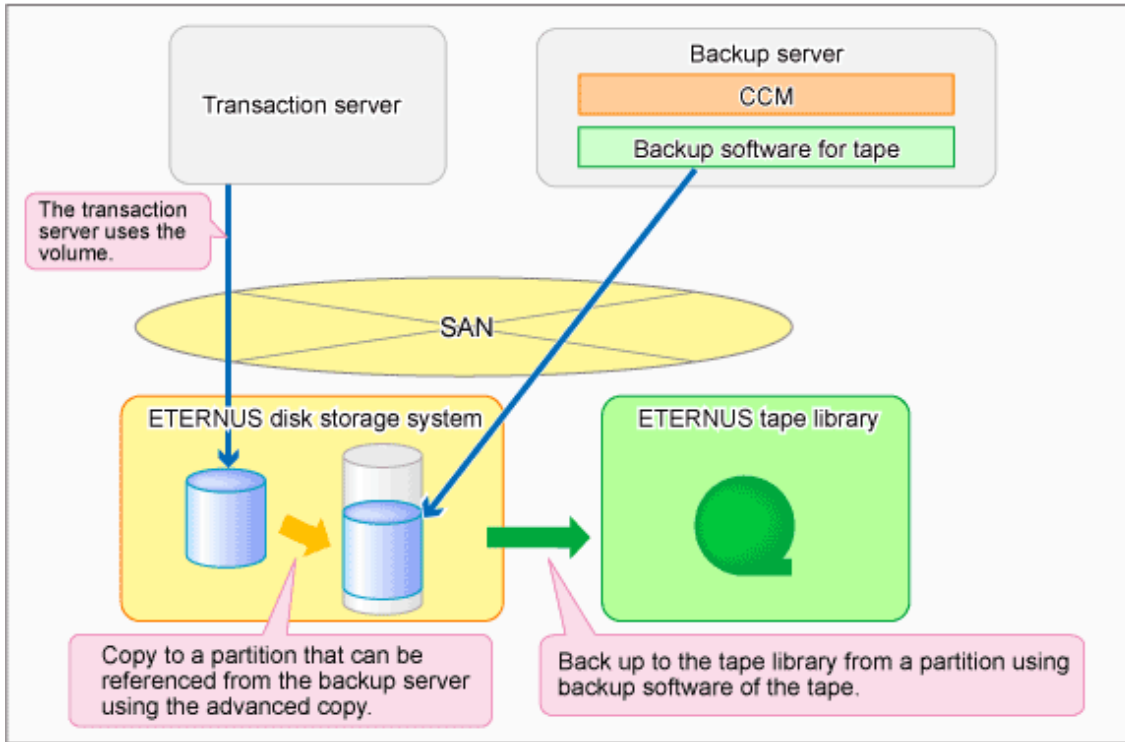 Transaction server
Backup server
CCM
Backup software for tape
The transaction
server uses the
volume.
SAN
ETERNUS disk storage system
ETERNUS tape library
Copy to a partition that can be
referenced from the backup server
using the advanced copy.
Back up to the tape library from a partition using
backup software of the tape.